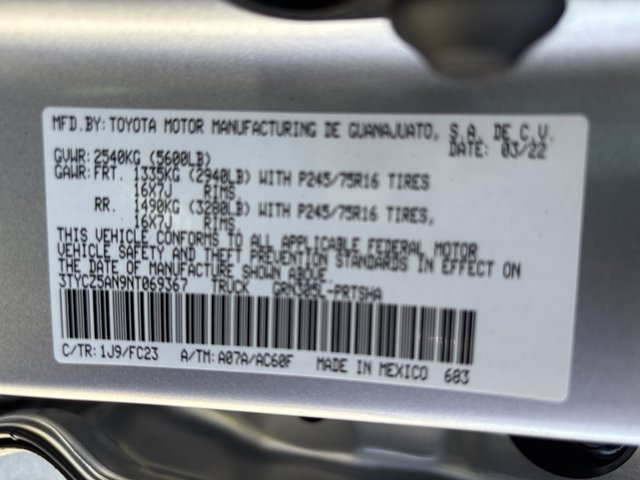 MFD.BY: TOYOTA MOTOR MANUFACTURING DE GUANAJUATO, S.A. DE C.V.
DATE: 03/22
GVWR: 2540KG (5600LB)
GAWR: FRT. 1335KG (2940LB) WITH P245/75R16 TIRES
16X7J RIMS,
RR. 1490KG (3280LB) WITH P245/75R16 TIRES,
16X7J RIMS,
THIS VEHICLE CONFORMS TO ALL APPLICABLE FEDERAL MOTOR
VEHICLE SAFETY AND THEFT PREVENTION STANDARDS IN EFFECT ON
THE DATE OF MANUFACTURE SHOWN ABOVE.
3TYCZ5AN9NT069367 TRUCK GRN305L-PRTSHA
C/TR: 1J9/FC23 A/TM: A07A/AC60F MADE IN MEXICO 683